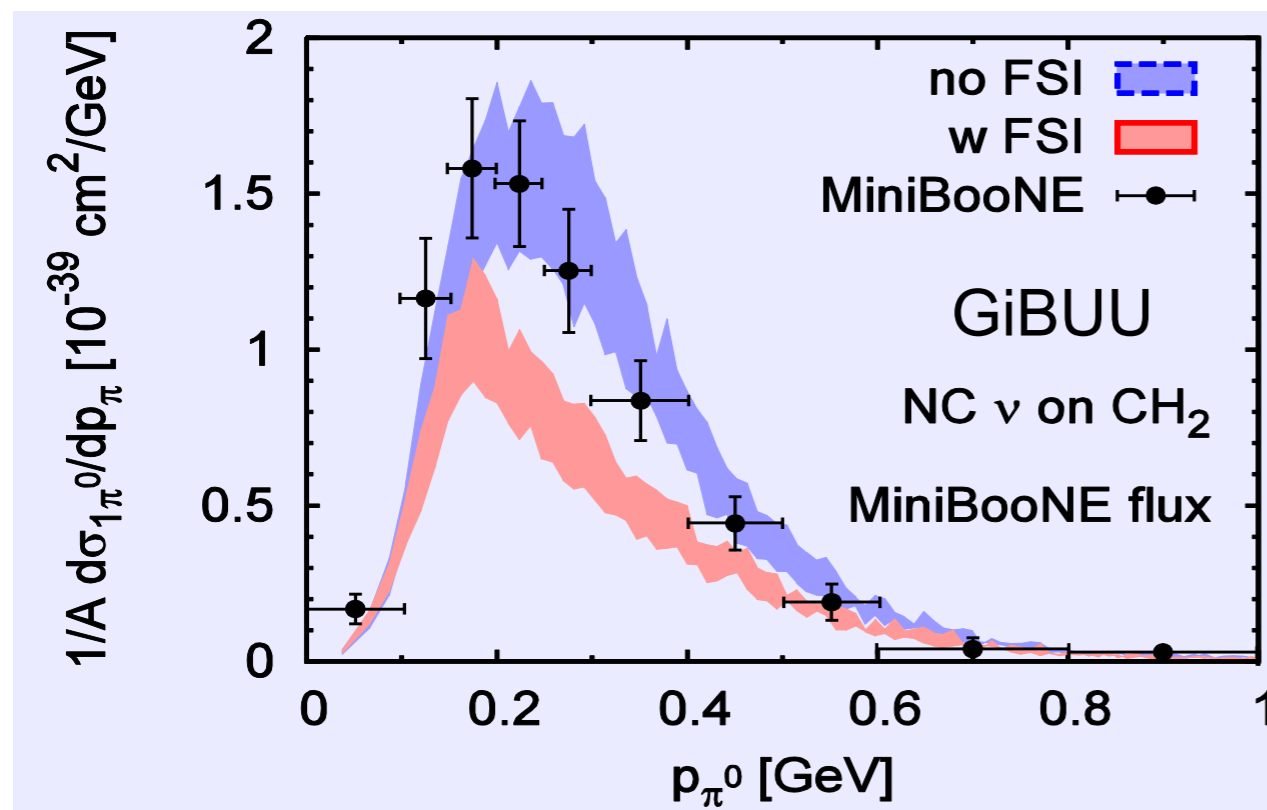 1/A dσ1π0/dpπ [10-39 cm2/GeV]
2
1.5
1
0.5
0
no FSI
w FSI
MiniBooNE
GiBUU
NC ν on CH2
MiniBooNE flux
0 0.2 0.4 0.6 0.8 1
pπ0 [GeV]